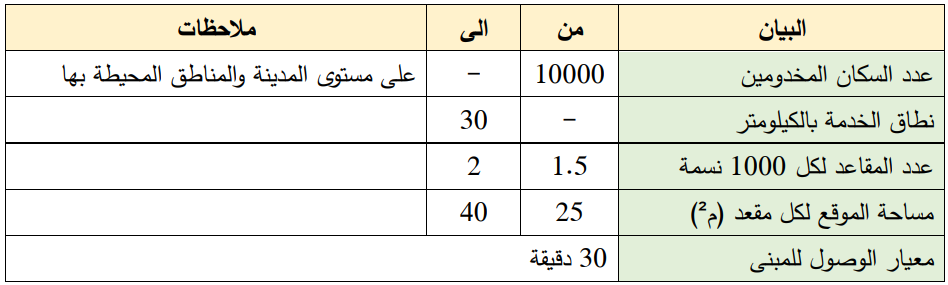 البيان من الى ملاحظات
عدد السكان المخدومين 10000 - على مستوى المدينة والمناطق المحيطة بها
نطاق الخدمة بالكيلومتر - 30
عدد المقاعد لكل 1000 نسمة 1.5 2
مساحة الموقع لكل مقعد (م²) 25 40
معيار الوصول للمبنى 30 دقيقة